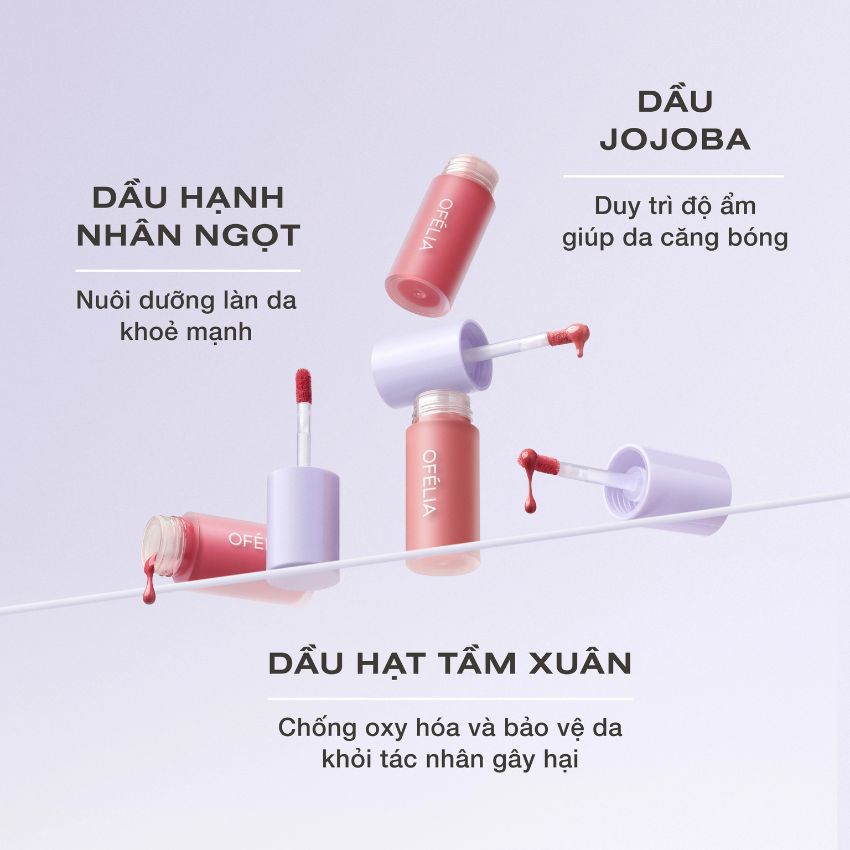 DẦU
JOJOBA
Duy trì độ ẩm
giúp da căng bóng
DẦU HẠNH
NHÂN NGỌT
Nuôi dưỡng làn da
khoẻ mạnh
OFÉLIA
OFÉLIA
OFÉL
DẦU HẠT TẦM XUÂN
Chống oxy hóa và bảo vệ da
khỏi tác nhân gây hại